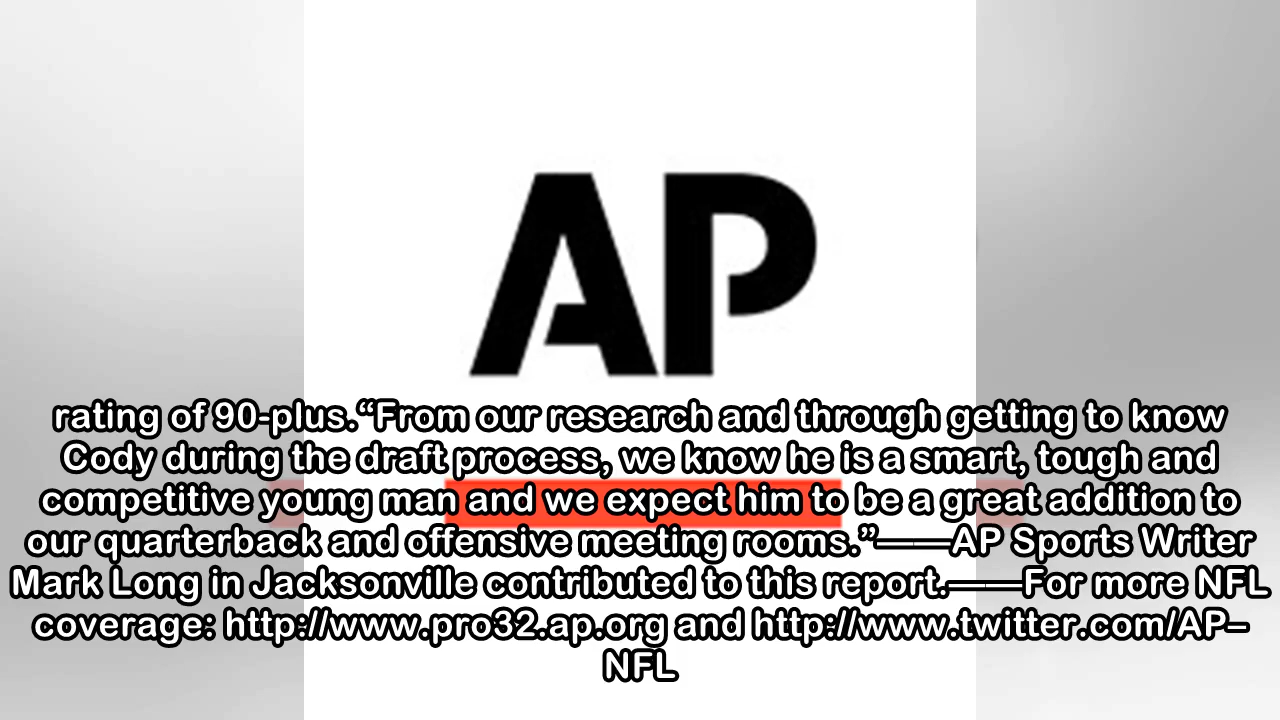 AP
rating of 90-plus.“From our research and through getting to know
Cody during the draft process, we know he is a smart, tough and
competitive young man and we expect him to be a great addition to
our quarterback and offensive meeting rooms.”——AP Sports Writer
Mark Long in Jacksonville contributed to this report.——For more NFL
coverage: http://www.pro32.ap.org and http://www.twitter.com/AP–
NFL